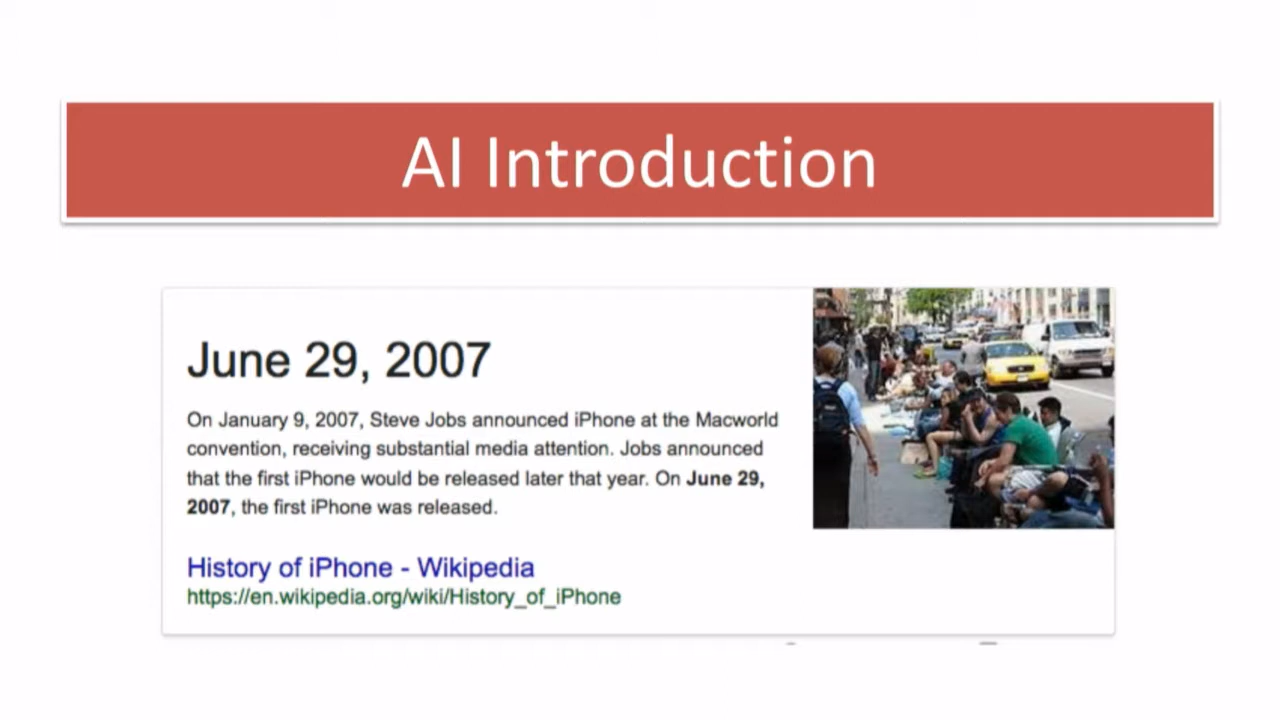 AI Introduction
June 29, 2007
On January 9, 2007, Steve Jobs announced iPhone at the Macworld
convention, receiving substantial media attention. Jobs announced
that the first iPhone would be released later that year. On June 29,
2007, the first iPhone was released.
History of iPhone - Wikipedia
https://en.wikipedia.org/wiki/History_of_iPhone